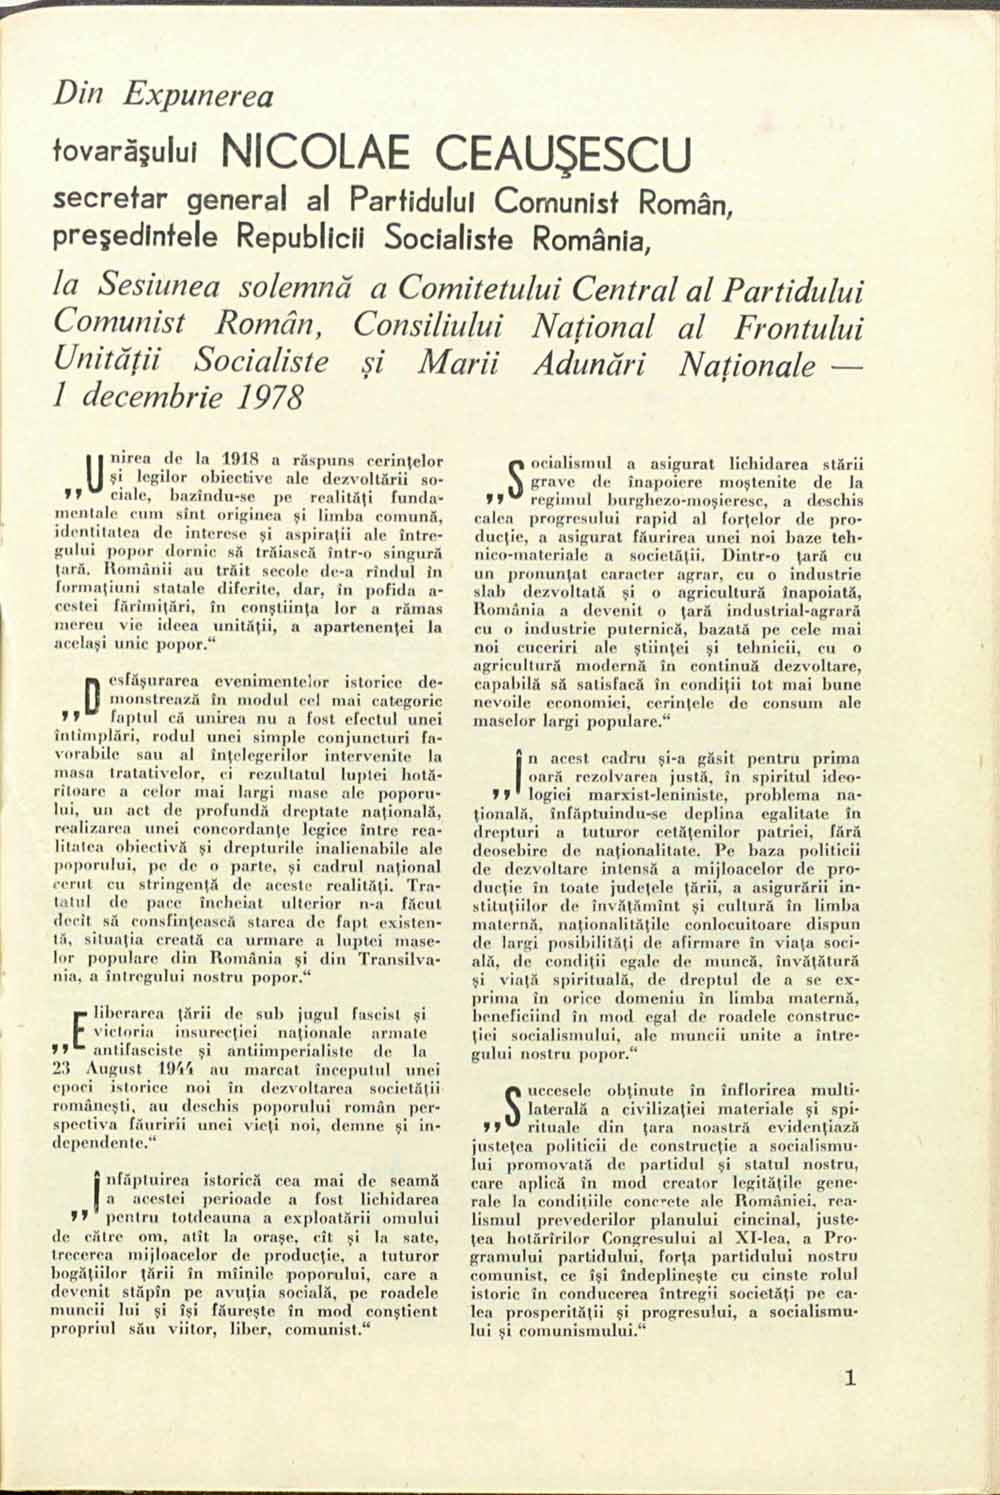 Din Expunerea
tovarăşului NICOLAE CEAUŞESCU
secretar general al Partidului Comunist Român,
preşedintele Republicii Socialiste România,
la Sesiunea solemnă a Comitetului Central al Partidului
Comunist Român, Consiliului Naţional al Frontului
Unităţii Socialiste şi Marii Adunări Naţionale —
1 decembrie 1978
„Unirea de la 1918 a răspuns cerinţelor
şi legilor obiective ale dezvoltării so-
ciale, bazîndu-se pe realităţi funda-
mentale cum sînt originea şi limba comună,
identitatea de interese şi aspiraţii ale între-
gului popor dornic să trăiască într-o singură
ţară. Românii au trăit secole de-a rîndul în
formaţiuni statale diferite, dar, în pofida a-
cestei fărîmiţări, în conştiinţa lor a rămas
mereu vie ideea unităţii, a apartenenţei la
acelaşi unic popor.“
„Desfăşurarea evenimentelor istorice de-
monstrează în modul cel mai categoric
faptul că unirea nu a fost efectul unei
întîmplări, rodul unei simple conjuncturi fa-
vorabile sau al înţelegerilor intervenite la
masa tratativelor, ci rezultatul luptei hotă-
rîtoare a celor mai largi mase ale poporu-
lui, un act de profundă dreptate naţională,
realizarea unei concordanţe legice între rea-
litatea obiectivă şi drepturile inalienabile ale
poporului, pe de o parte, şi cadrul naţional
cerut cu stringenţă de aceste realităţi. Tra-
tatul de pace încheiat ulterior n-a făcut
decît să consfinţească starea de fapt existen-
tă, situaţia creată ca urmare a luptei mase-
lor populare din România şi din Transilva-
nia, a întregului nostru popor.“
„Eliberarea ţării de sub jugul fascist şi
victoria insurecţiei naţionale armate
antifasciste şi antiimperialiste de la
23 August 1944 au marcat începutul unei
epoci istorice noi în dezvoltarea societăţii
româneşti, au deschis poporului român per-
spectiva făuririi unei vieţi noi, demne şi in-
dependente.“
„Înfăptuirea istorică cea mai de seamă
a acestei perioade a fost lichidarea
pentru totdeauna a exploatării omului
de către om, atît la oraşe, cît şi la sate,
trecerea mijloacelor de producţie, a tuturor
bogăţiilor ţării în mîinile poporului, care a
devenit stăpîn pe avuţia socială, pe roadele
muncii lui şi îşi făureşte în mod conştient
propriul său viitor, liber, comunist.“
„Socialismul a asigurat lichidarea stării
grave de înapoiere moştenite de la
regimul burghezo-moşieresc, a deschis
calea progresului rapid al forţelor de pro-
ducţie, a asigurat făurirea unei noi baze teh-
nico-materiale a societăţii. Dintr-o ţară cu
un pronunţat caracter agrar, cu o industrie
slab dezvoltată şi o agricultură înapoiată,
România a devenit o ţară industrial-agrară
cu o industrie puternică, bazată pe cele mai
noi cuceriri ale ştiinţei şi tehnicii, cu o
agricultură modernă în continuă dezvoltare,
capabilă să satisfacă în condiţii tot mai bune
nevoile economiei, cerinţele de consum ale
maselor largi populare.“
„În acest cadru şi-a găsit pentru prima
oară rezolvarea justă, în spiritul ideo-
logiei marxist-leniniste, problema na-
ţională, înfăptuindu-se deplina egalitate în
drepturi a tuturor cetăţenilor patriei, fără
deosebire de naţionalitate. Pe baza politicii
de dezvoltare intensă a mijloacelor de pro-
ducţie în toate judeţele ţării, a asigurării in-
stituţiilor de învăţămînt şi cultură în limba
maternă, naţionalităţile conlocuitoare dispun
de largi posibilităţi de afirmare în viaţa soci-
ală, de condiţii egale de muncă, învăţătură
şi viaţă spirituală, de dreptul de a se ex-
prima în orice domeniu în limba maternă,
beneficiind în mod egal de roadele construc-
ţiei socialismului, ale muncii unite a între-
gului nostru popor.“
„Succesele obţinute în înflorirea multi-
laterală a civilizaţiei materiale şi spi-
rituale din ţara noastră evidenţiază
justeţea politicii de construcţie a socialismu-
lui promovată de partidul şi statul nostru,
care aplică în mod creator legităţile gene-
rale la condiţiile concrete ale României, rea-
lismul prevederilor planului cincinal, juste-
ţea hotărîrilor Congresului al XI-lea, a Pro-
gramului partidului, forţa partidului nostru
comunist, ce îşi îndeplineşte cu cinste rolul
istoric în conducerea întregii societăţi pe ca-
lea prosperităţii şi progresului, a socialismu-
lui şi comunismului.“
1